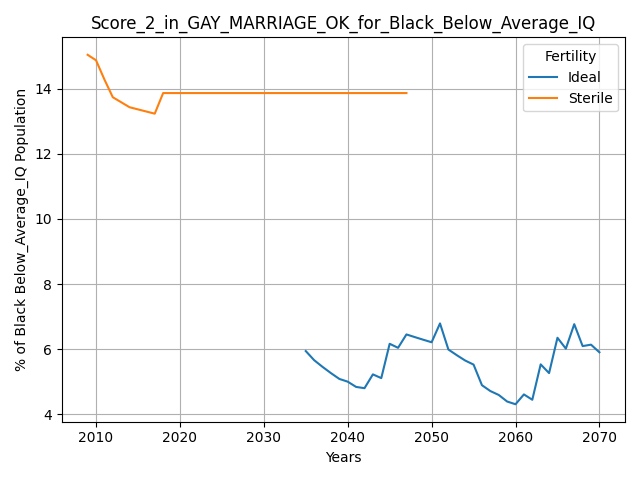 Score_2_in_GAY_MARRIAGE_OK_for_Black_Below_Average_IQ
Fertility
Ideal
Sterile
% of Black Below_Average_IQ Population
14
12
10
8
6
4
2010 2020 2030 2040 2050 2060 2070
Years